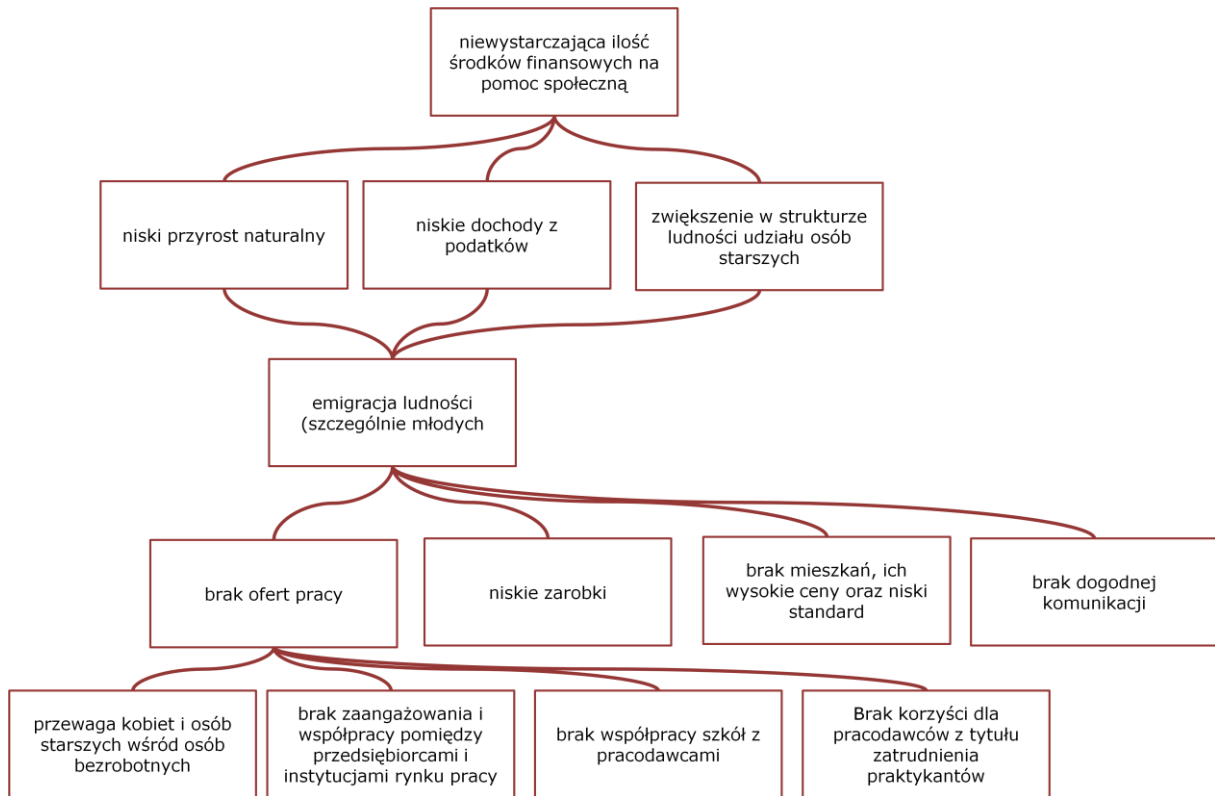 niewystarczająca ilość
środków finansowych na
pomoc społeczną
niski przyrost naturalny
niskie dochody z
podatków
zwiększenie w strukturze
ludności udziału osób
starszych
emigracja ludności
(szczególnie młodych
brak ofert pracy
niskie zarobki
brak mieszkań, ich
wysokie ceny oraz niski
standard
brak dogodnej
komunikacji
przewaga kobiet i osób
starszych wśród osób
bezrobotnych
brak zaangażowania i
współpracy pomiędzy
przedsiębiorcami i
instytucjami rynku pracy
brak współpracy szkół z
pracodawcami
Brak korzyści dla
pracodawców z tytułu
zatrudnienia
praktykantów